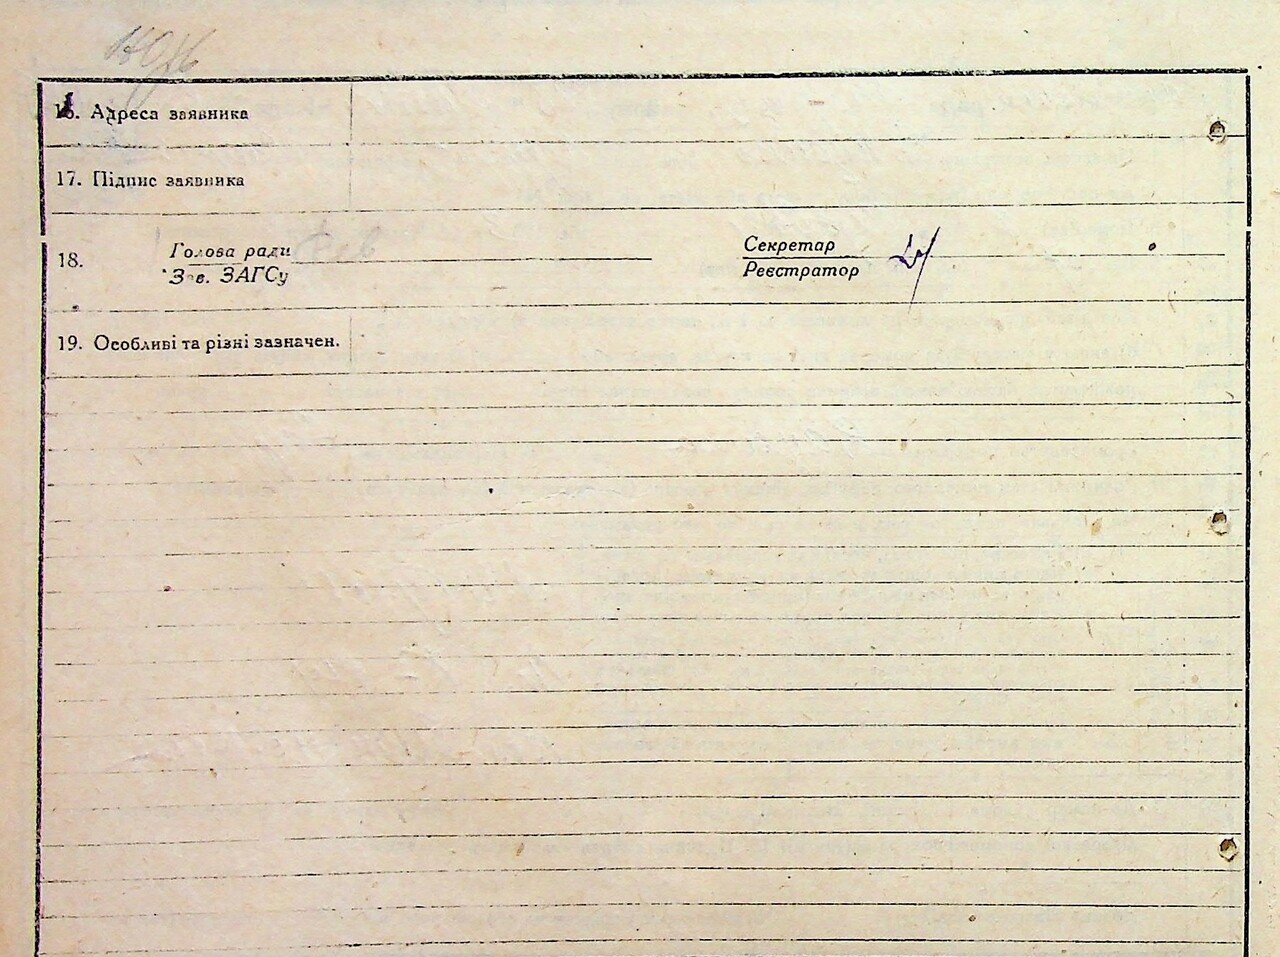 16. Адреса заявника
17. Підпис заявника
18. Голова ради Секретар
Зав. ЗАГСу Реєстратор
19. Особливі та різні зазначен.